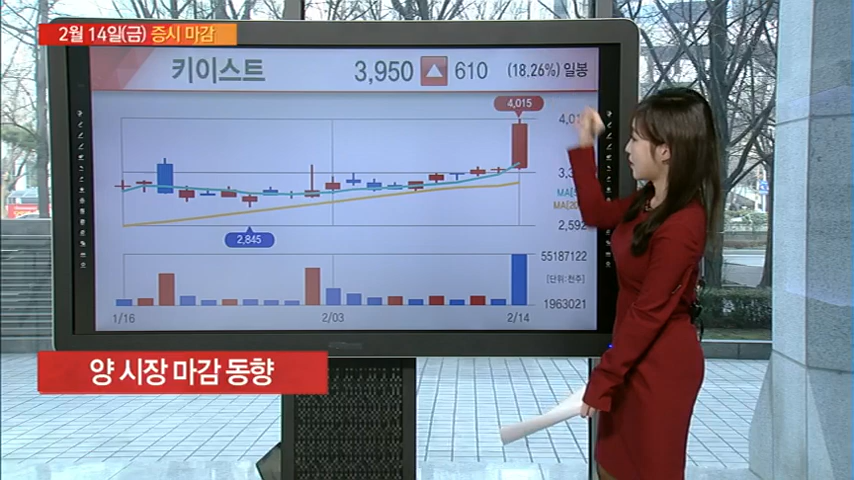 2월 14일(금) 증시 마감
키이스트 3,950 ▲ 610 (18.26%) 일봉
4,015
2,845
2,592
55187122
[단위:천주]
1963021
1/16 2/03 2/14
양 시장 마감 동향